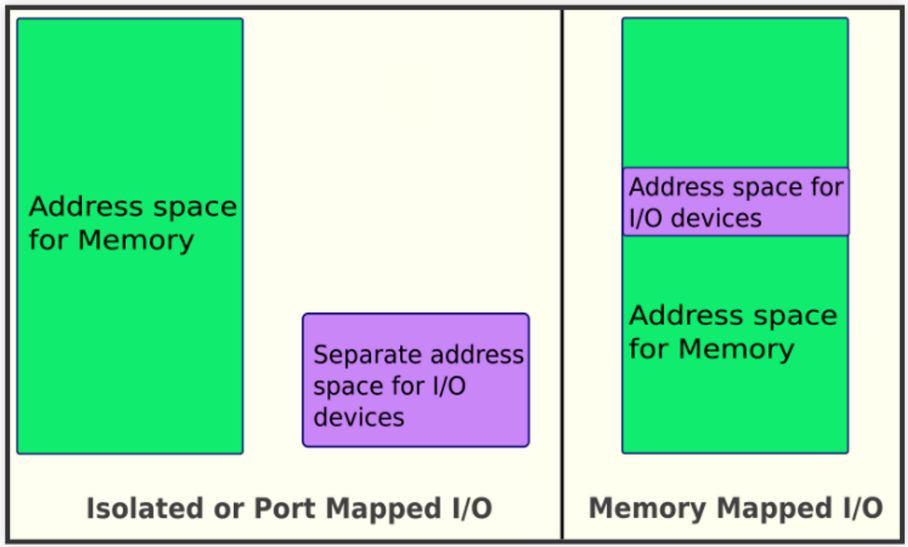 Address space
for Memory
Separate address
space for I/O
devices
Isolated or Port Mapped I/O
Address space for
I/O devices
Address space
for Memory
Memory Mapped I/O